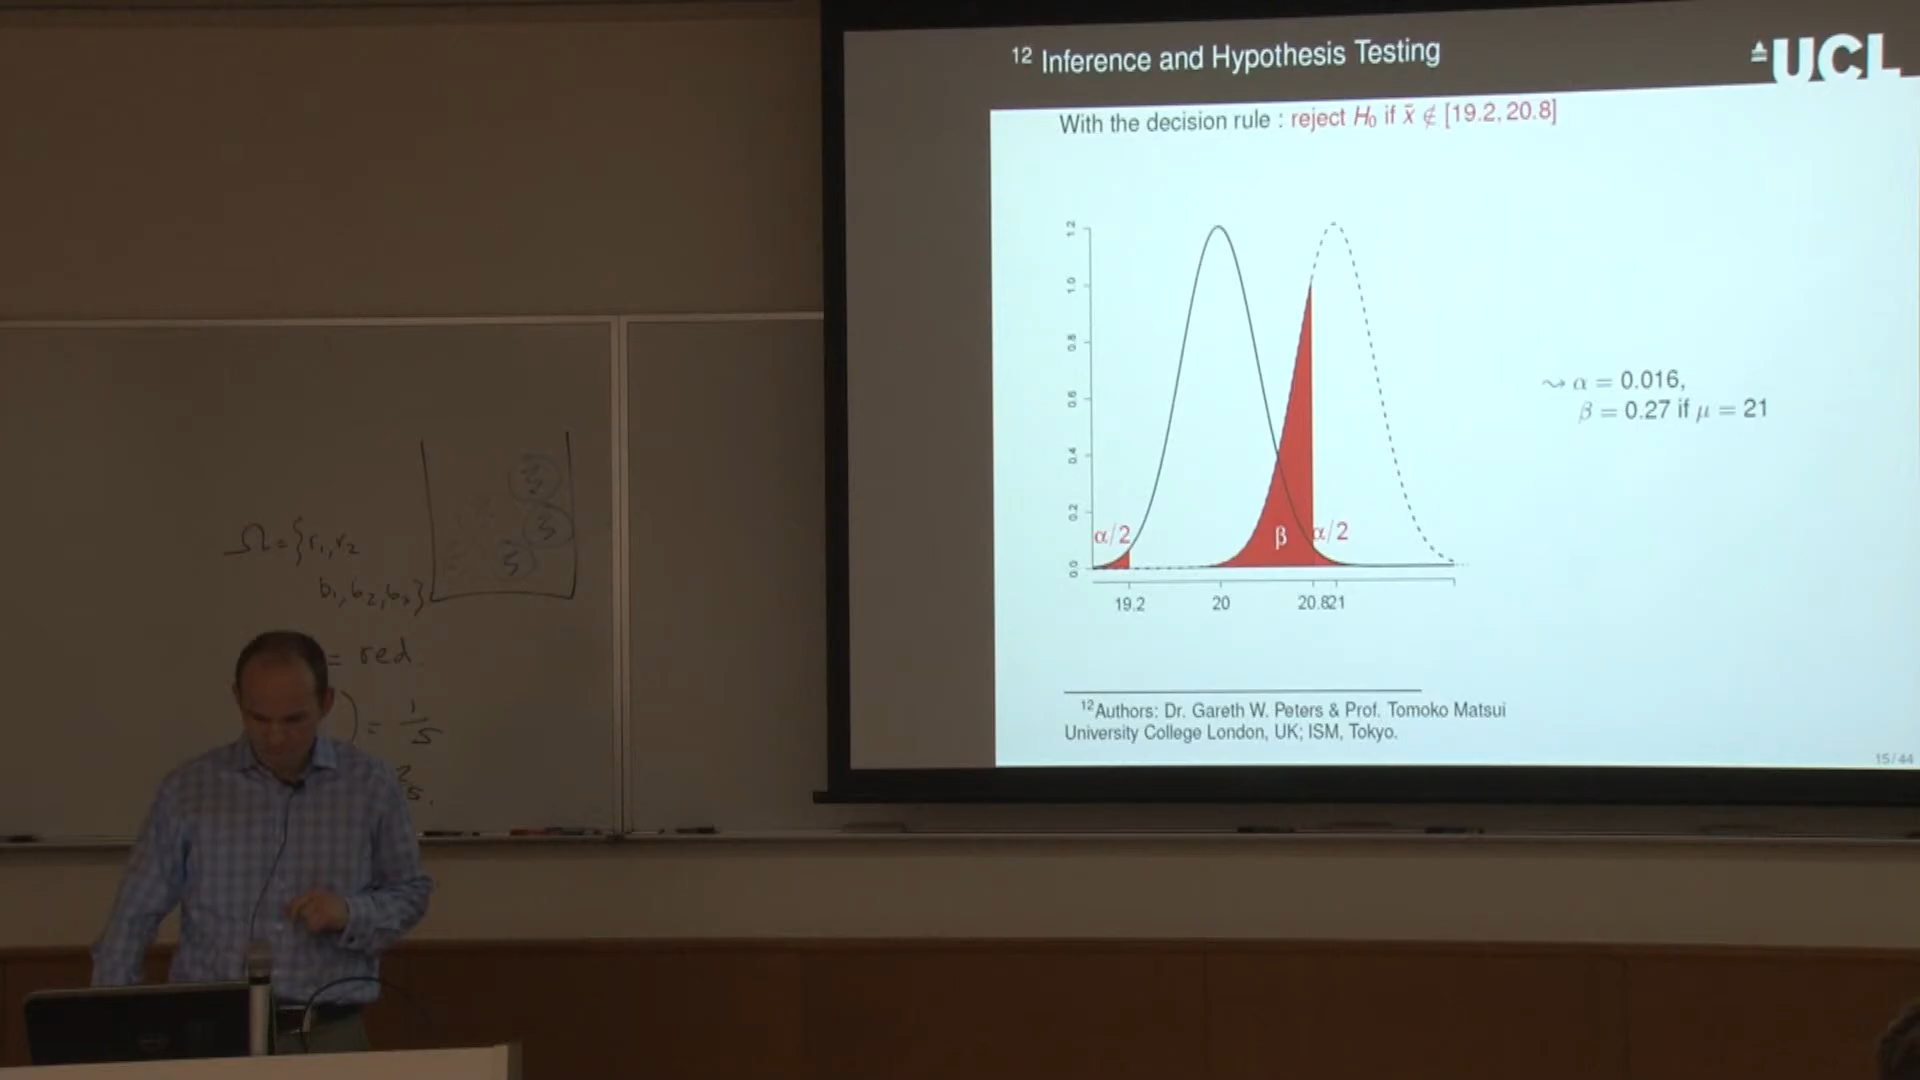 12 Inference and Hypothesis Testing
UCL
With the decision rule : reject H₀ if x̄ ∉ [19.2, 20.8]
1.2
1.0
0.8
0.6
0.4
0.2
0.0
α/2
β
α/2
19.2
20
20.8
21
⇝ α = 0.016,
β = 0.27 if μ = 21
12Authors: Dr. Gareth W. Peters & Prof. Tomoko Matsui
University College London, UK; ISM, Tokyo.
15/44
Ω = {r₁, r₂
b₁, b₂, b₃}
= red.
) = 1/5
2/5.